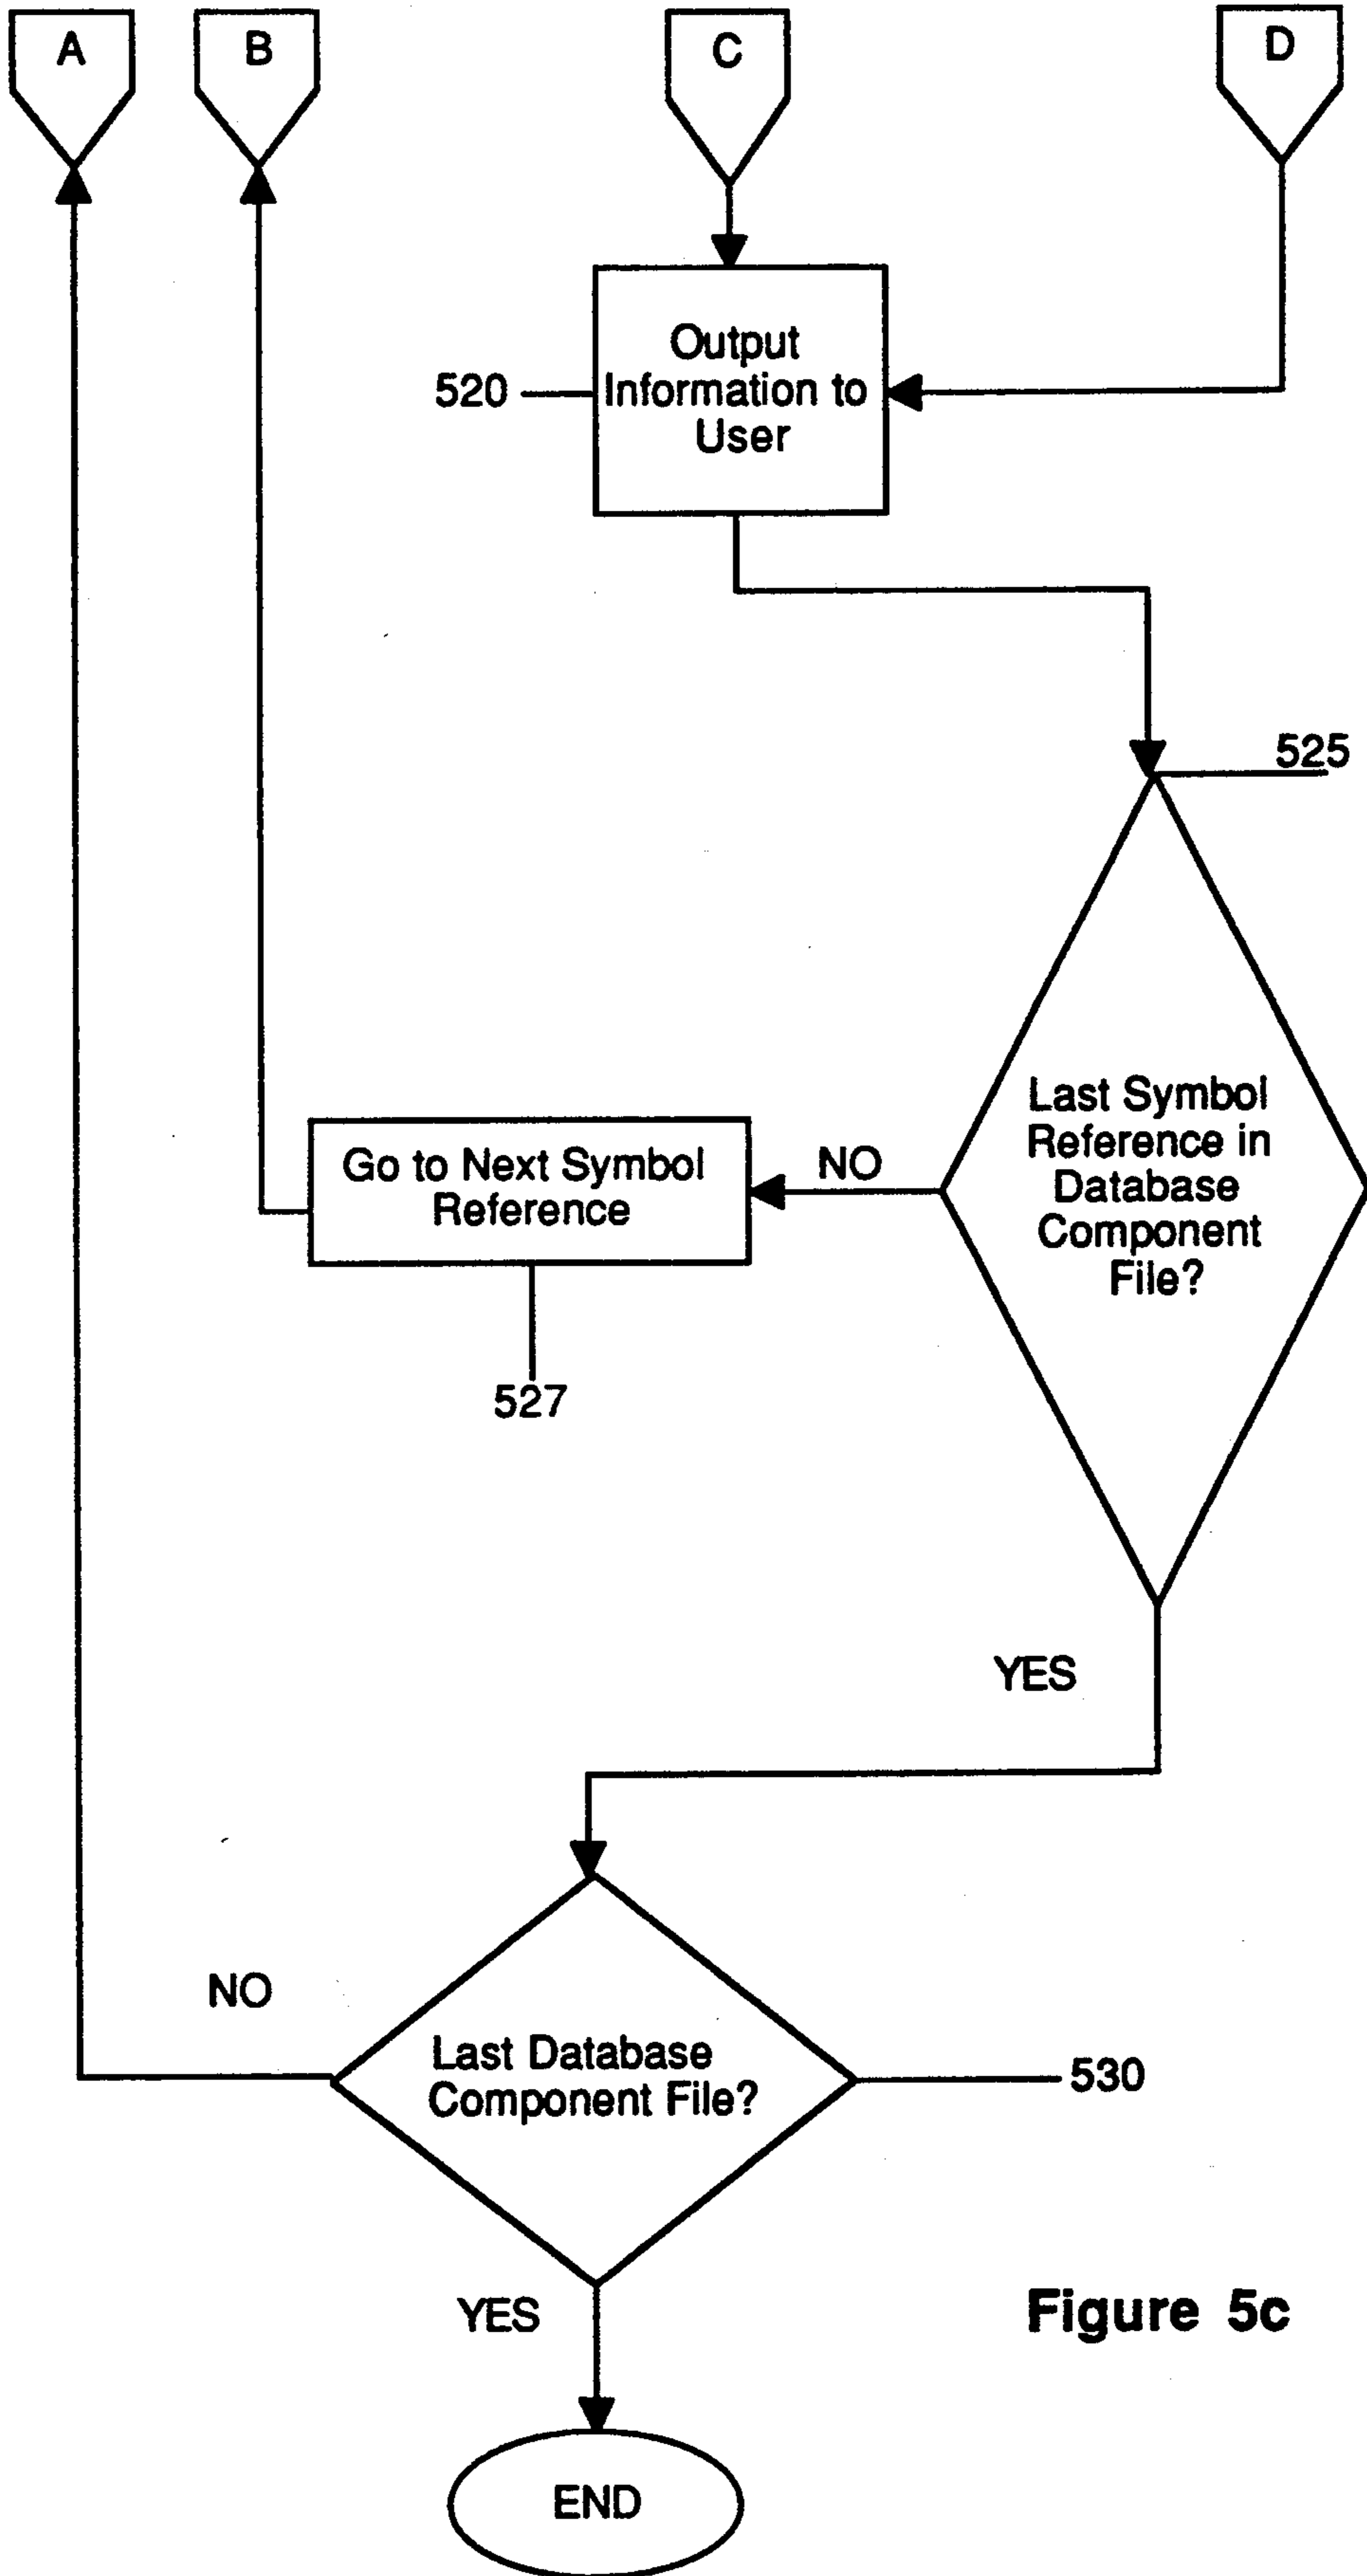 A
B
C
D
Output
Information to
User
520
525
Last Symbol
Reference in
Database
Component
File?
NO
Go to Next Symbol
Reference
527
YES
NO
Last Database
Component File?
530
YES
Figure 5c
END